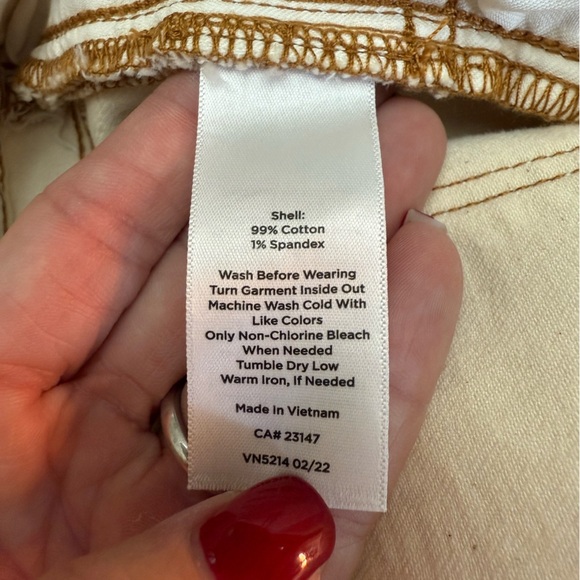 Shell:
99% Cotton
1% Spandex
Wash Before Wearing
Turn Garment Inside Out
Machine Wash Cold With
Like Colors
Only Non-Chlorine Bleach
When Needed
Tumble Dry Low
Warm Iron, If Needed
Made in Vietnam
CA# 23147
VN5214 02/22